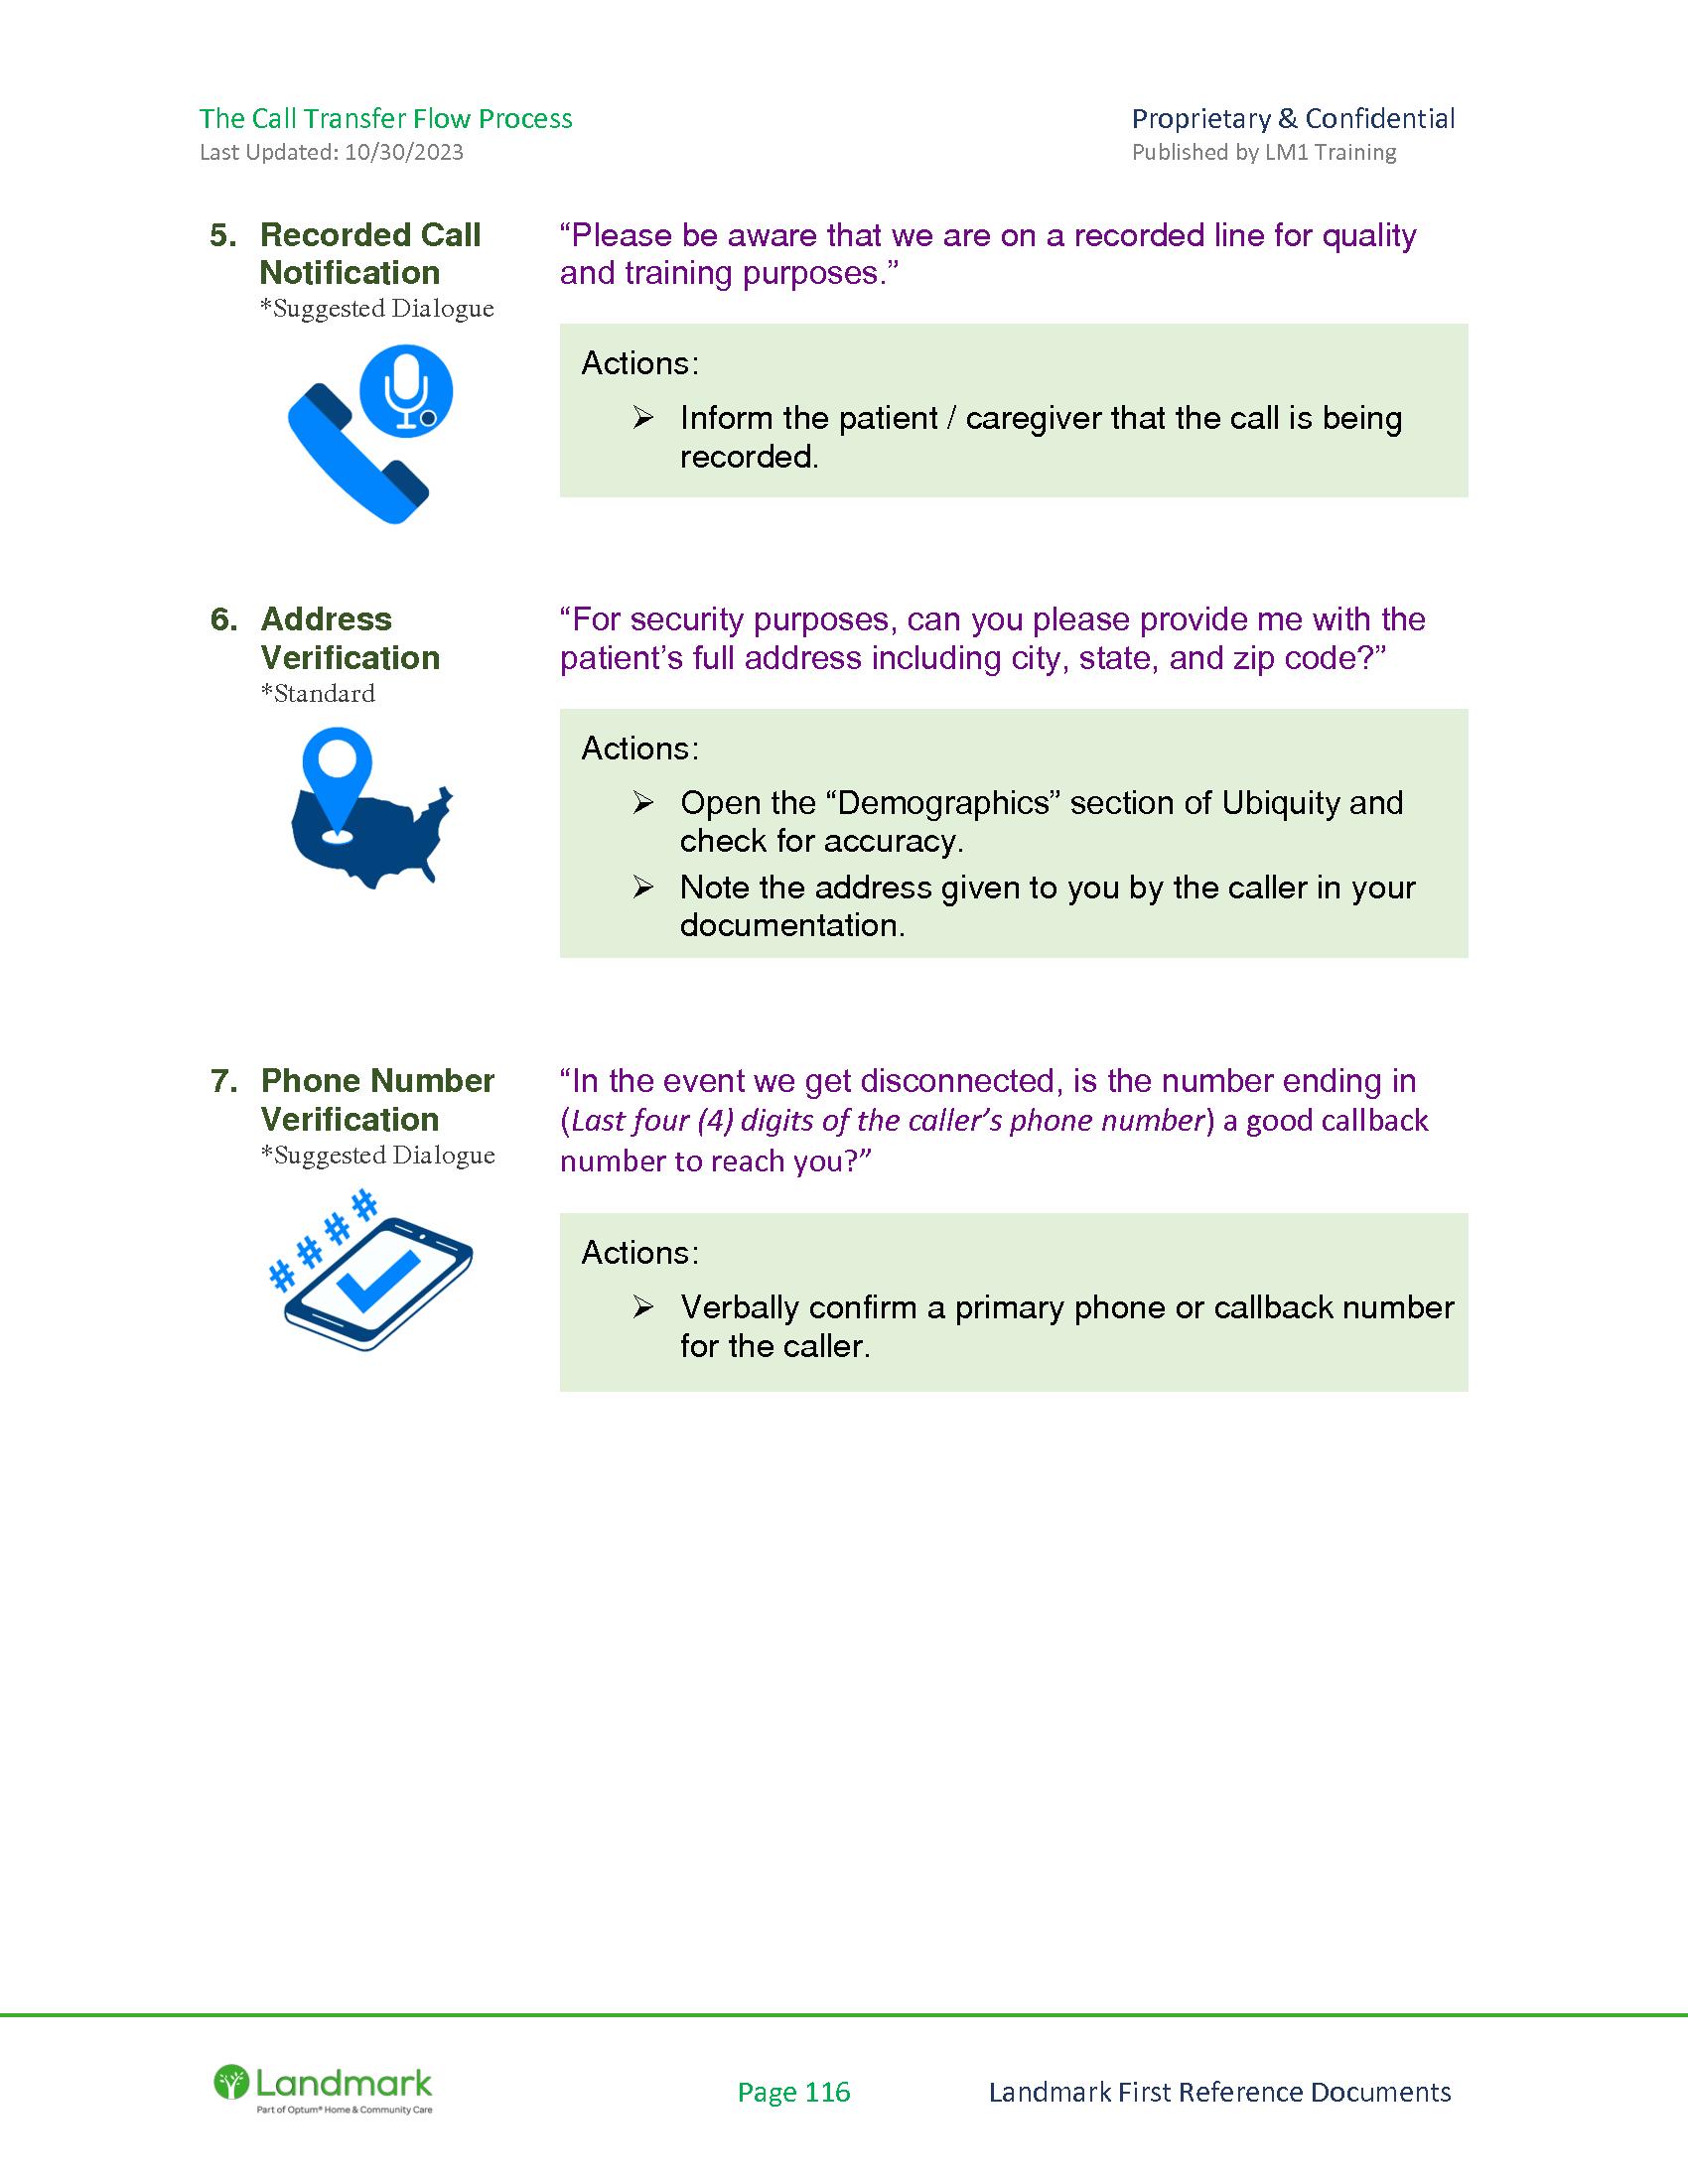 The Call Transfer Flow Process
Proprietary & Confidential
Last Updated: 10/30/2023
Published by LM1 Training
5. Recorded Call
Notification
*Suggested Dialogue
“Please be aware that we are on a recorded line for quality
and training purposes.”
Actions:
➢ Inform the patient / caregiver that the call is being
recorded.
6. Address
Verification
*Standard
“For security purposes, can you please provide me with the
patient’s full address including city, state, and zip code?”
Actions:
➢ Open the “Demographics” section of Ubiquity and
check for accuracy.
➢ Note the address given to you by the caller in your
documentation.
7. Phone Number
Verification
*Suggested Dialogue
# # # #
“In the event we get disconnected, is the number ending in
(Last four (4) digits of the caller’s phone number) a good callback
number to reach you?”
Actions:
➢ Verbally confirm a primary phone or callback number
for the caller.
Landmark
Part of Optum® Home & Community Care
Page 116
Landmark First Reference Documents